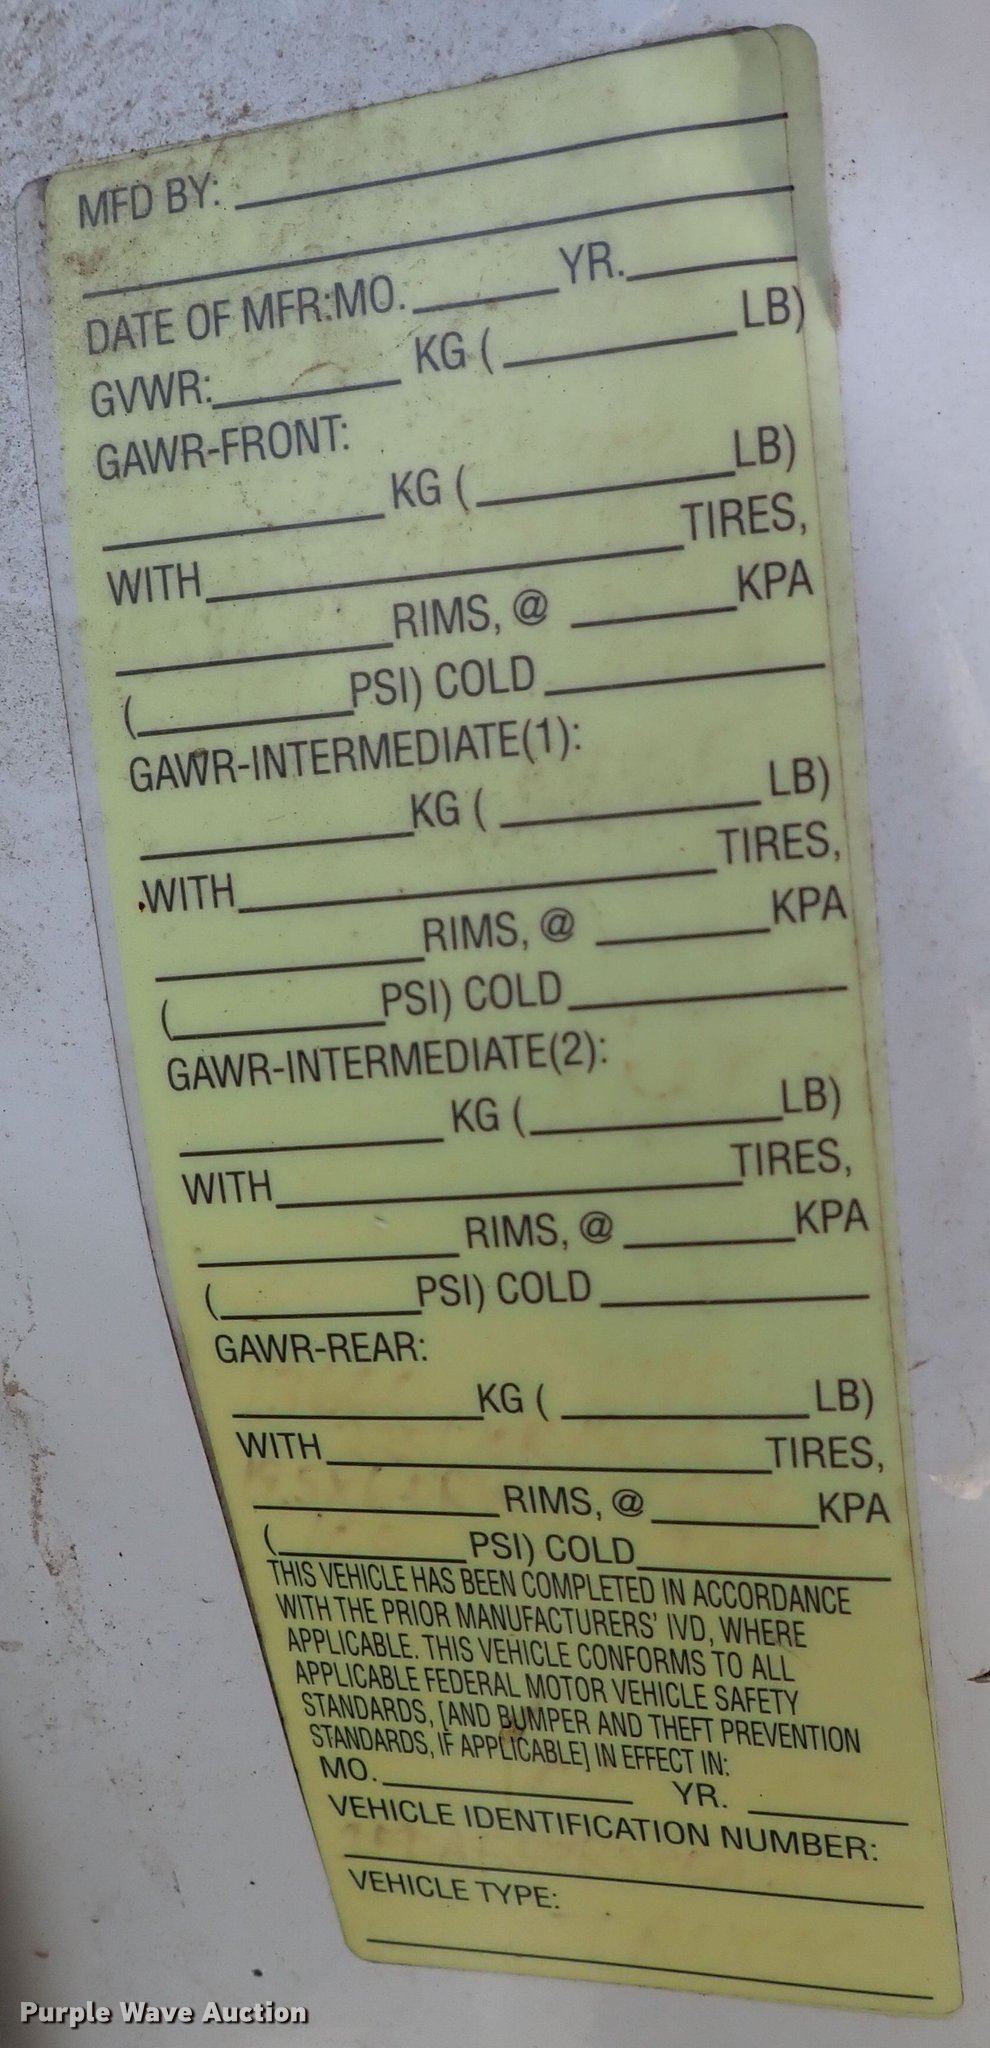 MFD BY:
DATE OF MFR:MO. YR.
GVWR: KG ( LB)
GAWR-FRONT:
KG ( LB)
WITH TIRES,
RIMS, @ KPA
( PSI) COLD
GAWR-INTERMEDIATE(1):
KG ( LB)
WITH TIRES,
RIMS, @ KPA
( PSI) COLD
GAWR-INTERMEDIATE(2):
KG ( LB)
WITH TIRES,
RIMS, @ KPA
( PSI) COLD
GAWR-REAR:
KG ( LB)
WITH TIRES,
RIMS, @ KPA
( PSI) COLD
THIS VEHICLE HAS BEEN COMPLETED IN ACCORDANCE
WITH THE PRIOR MANUFACTURERS' IVD, WHERE
APPLICABLE. THIS VEHICLE CONFORMS TO ALL
APPLICABLE FEDERAL MOTOR VEHICLE SAFETY
STANDARDS, [AND BUMPER AND THEFT PREVENTION
STANDARDS, IF APPLICABLE] IN EFFECT IN:
MO. YR.
VEHICLE IDENTIFICATION NUMBER:
VEHICLE TYPE:
Purple Wave Auction